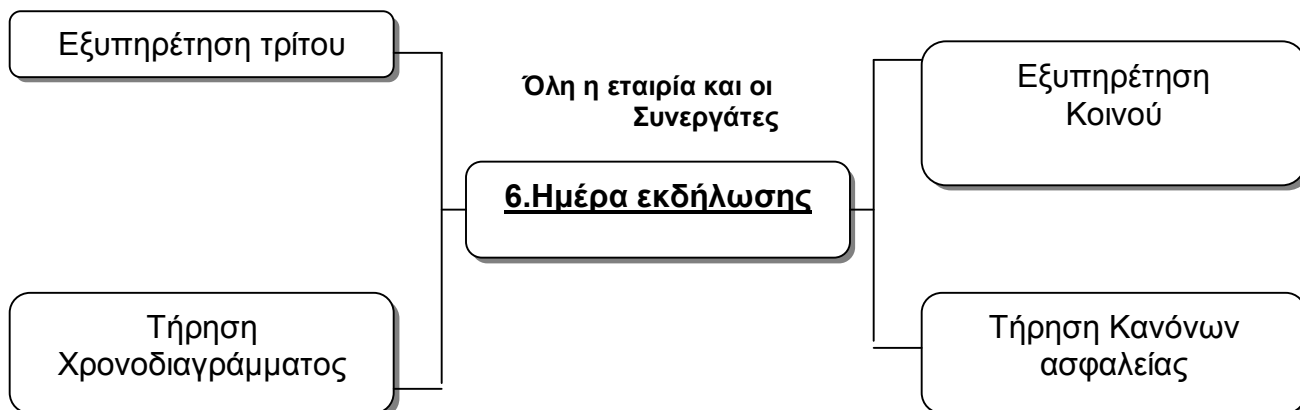 Εξυπηρέτηση τρίτου
Όλη η εταιρία και οι
Συνεργάτες
Εξυπηρέτηση
Κοινού
6.Ημέρα εκδήλωσης
Τήρηση
Χρονοδιαγράμματος
Τήρηση Κανόνων
ασφαλείας